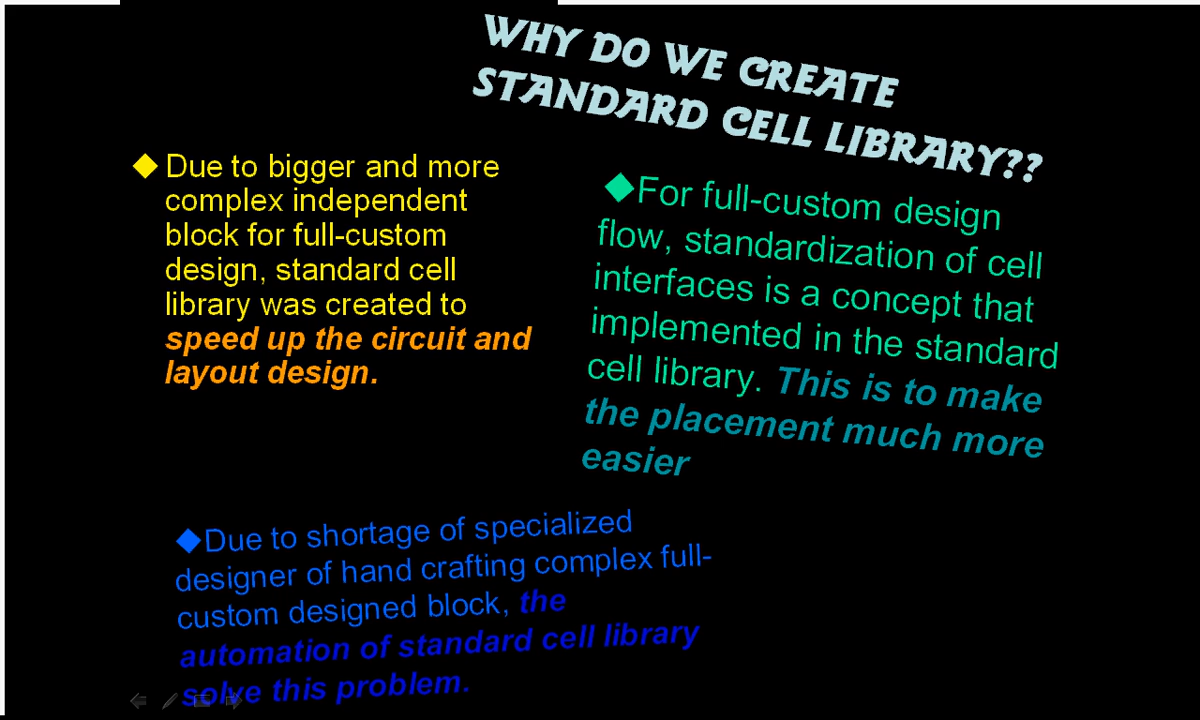 WHY DO WE CREATE
STANDARD CELL LIBRARY??
Due to bigger and more
complex independent
block for full-custom
design, standard cell
library was created to
speed up the circuit and
layout design.
For full-custom design
flow, standardization of cell
interfaces is a concept that
implemented in the standard
cell library. This is to make
the placement much more
easier
Due to shortage of specialized
designer of hand crafting complex full-
custom designed block, the
automation of standard cell library
solve this problem.